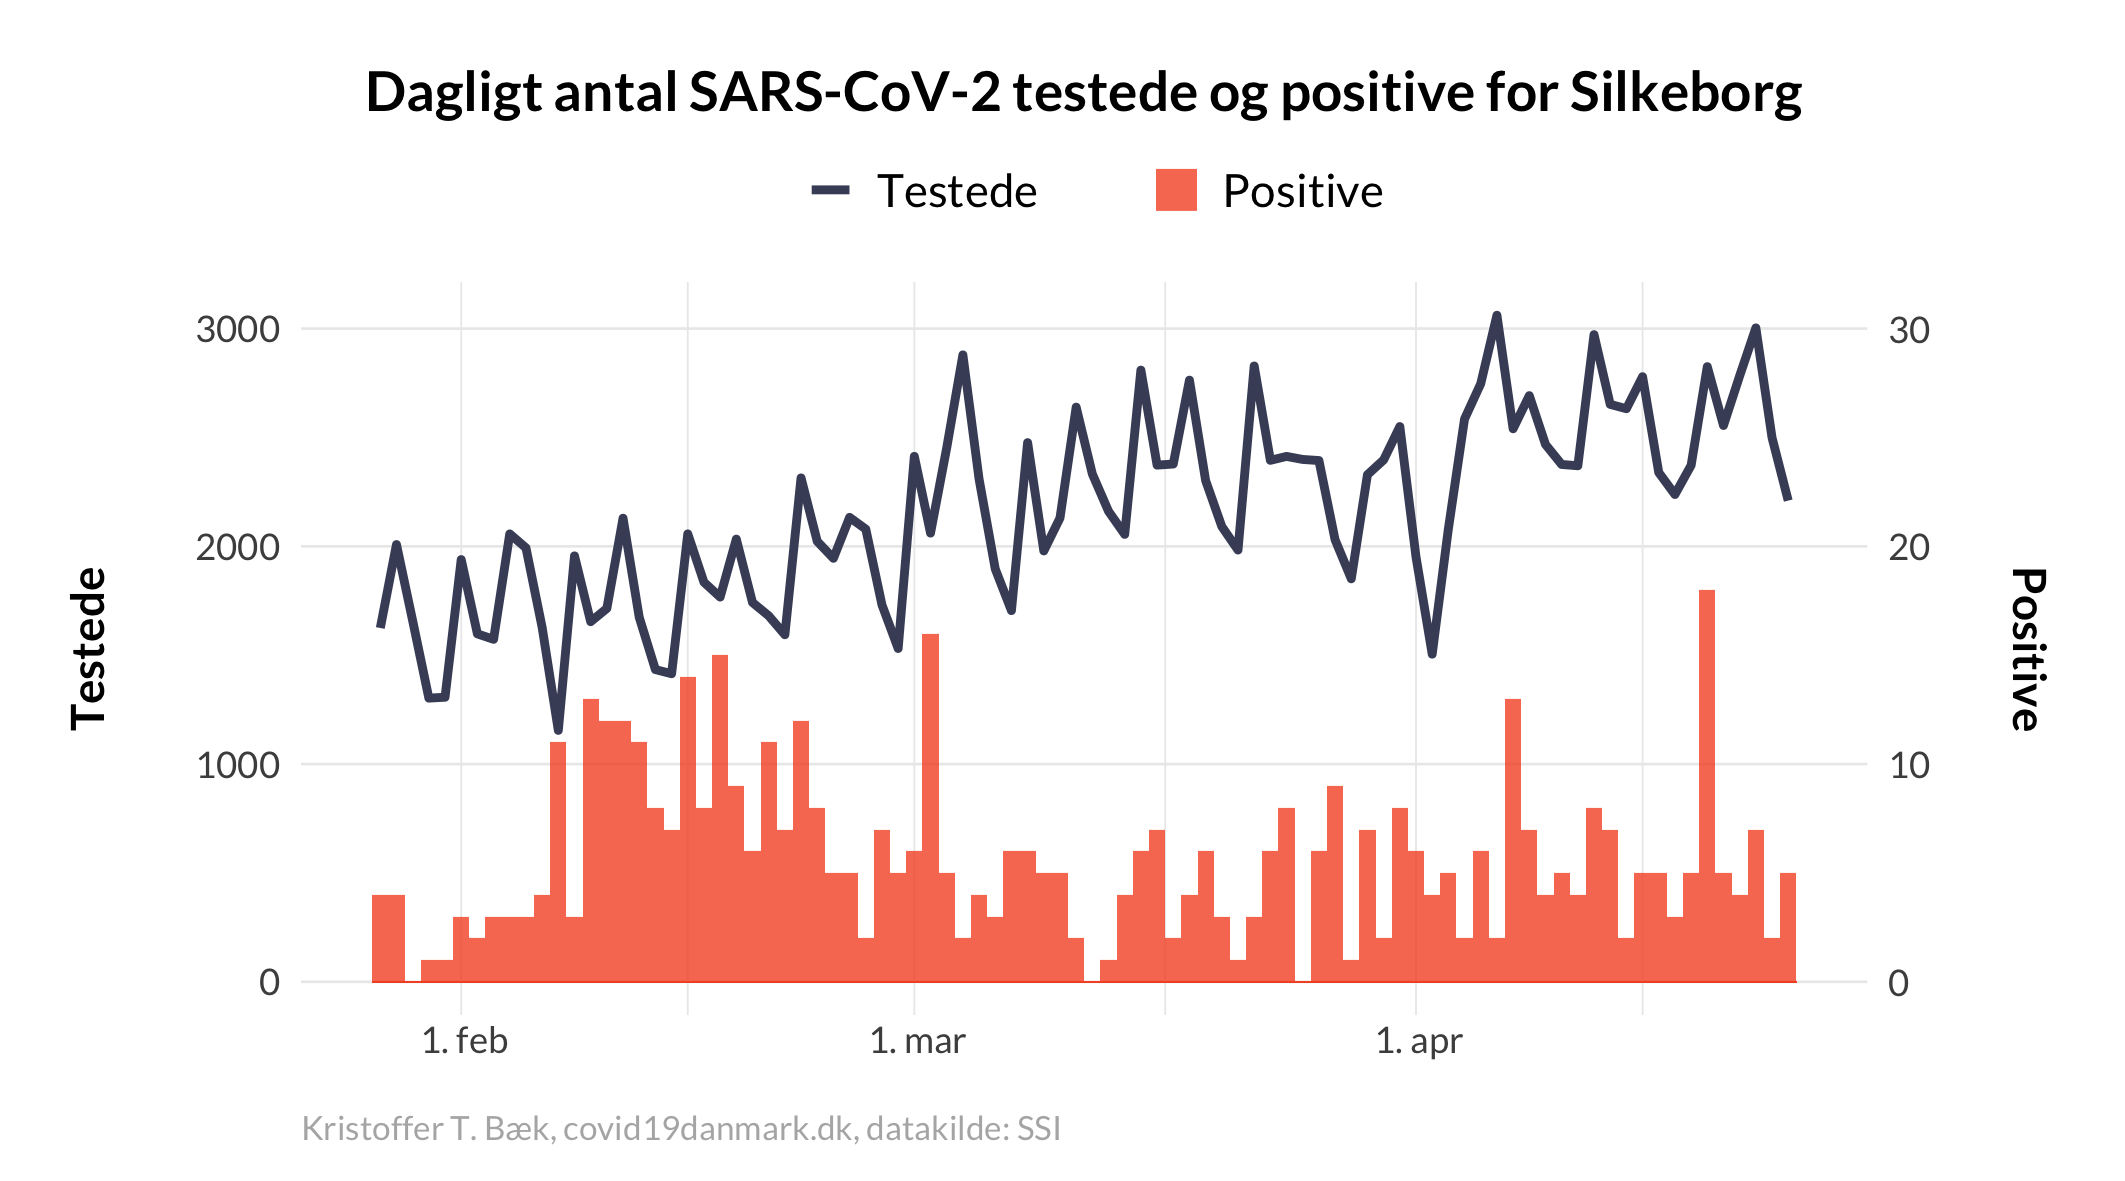 Dagligt antal SARS-CoV-2 testede og positive for Silkeborg
Testede
Positive
3000
2000
1000
0
30
20
10
0
Testede
Positive
1. feb
1. mar
1. apr
Kristoffer T. Bæk, covid19danmark.dk, datakilde: SSI